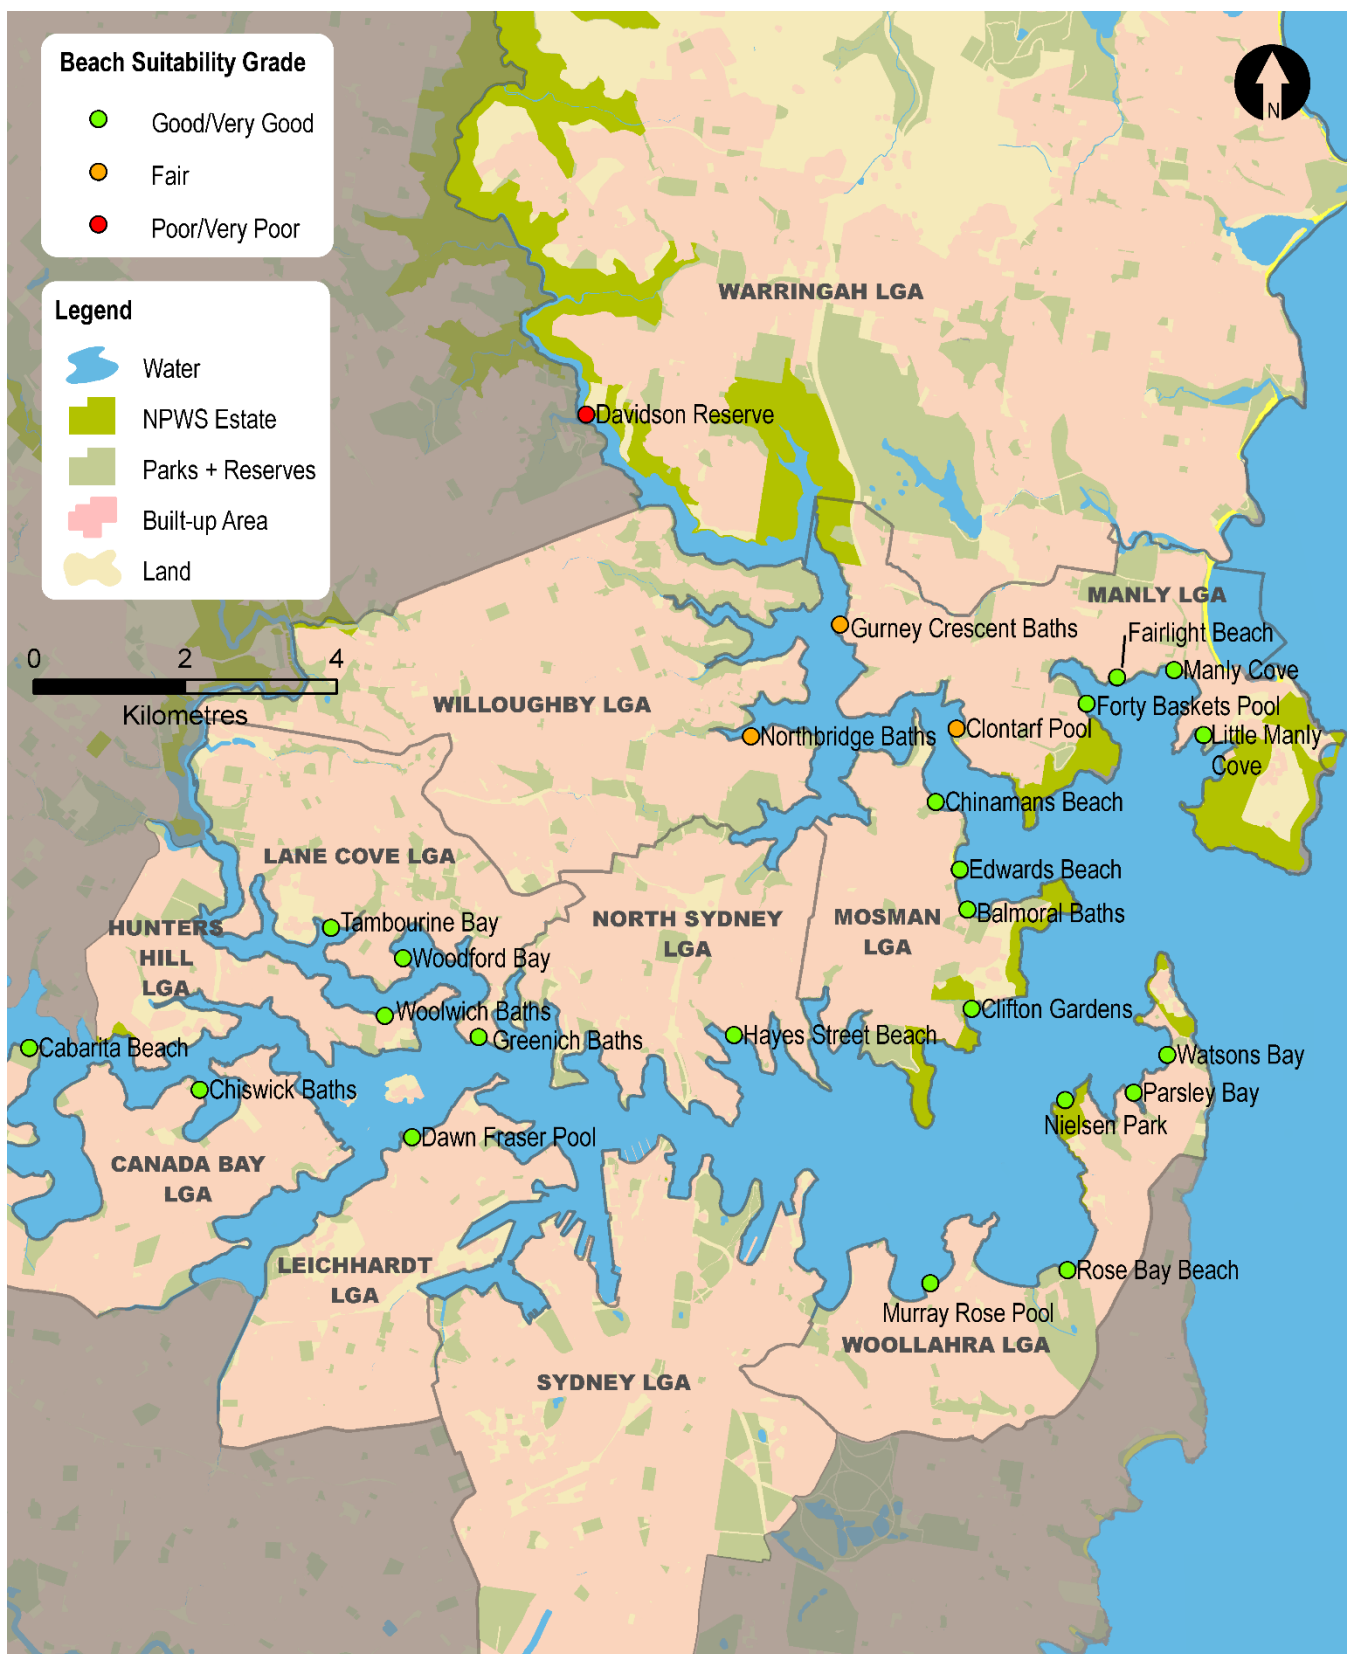 Beach Suitability Grade
Good/Very Good
Fair
Poor/Very Poor
N
Legend
Water
NPWS Estate
Parks + Reserves
Built-up Area
Land
WARRINGAH LGA
Davidson Reserve
MANLY LGA
Gurney Crescent Baths
Fairlight Beach
0
2
4
Kilometres
Manly Cove
WILLOUGHBY LGA
Forty Baskets Pool
Northbridge Baths
Clontarf Pool
Little Manly
Cove
Chinamans Beach
LANE COVE LGA
Edwards Beach
Balmoral Baths
NORTH SYDNEY
LGA
MOSMAN
LGA
HUNTERS
HILL
LGA
Tambourine Bay
Woodford Bay
Woolwich Baths
Greenich Baths
Hayes Street Beach
Clifton Gardens
Cabarita Beach
Chiswick Baths
Watsons Bay
Parsley Bay
Nielsen Park
Dawn Fraser Pool
CANADA BAY
LGA
LEICHHARDT
LGA
Rose Bay Beach
Murray Rose Pool
WOOLLAHRA LGA
SYDNEY LGA